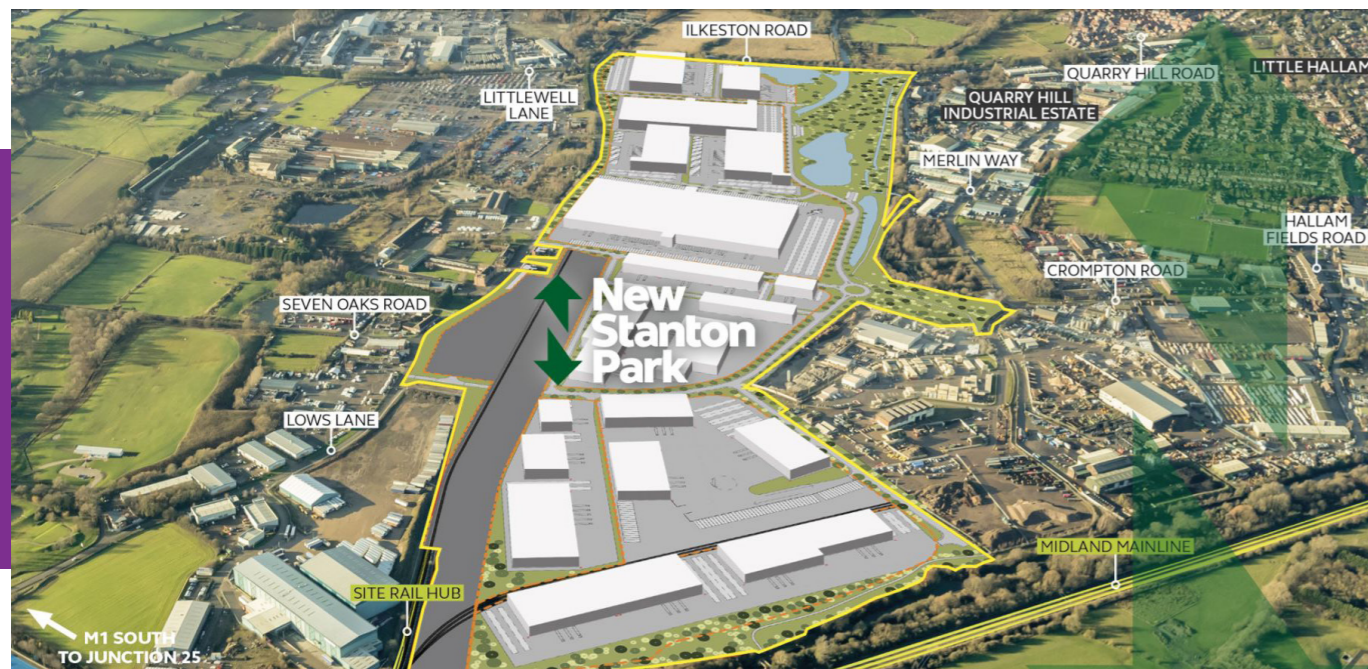 ILKESTON ROAD
QUARRY HILL ROAD
LITTLE HALLAM
LITTLEWELL
LANE
QUARRY HILL
INDUSTRIAL ESTATE
MERLIN WAY
HALLAM
FIELDS ROAD
CROMPTON ROAD
SEVEN OAKS ROAD
New
Stanton
Park
LOWS LANE
MIDLAND MAINLINE
SITE RAIL HUB
M1 SOUTH
TO JUNCTION 25